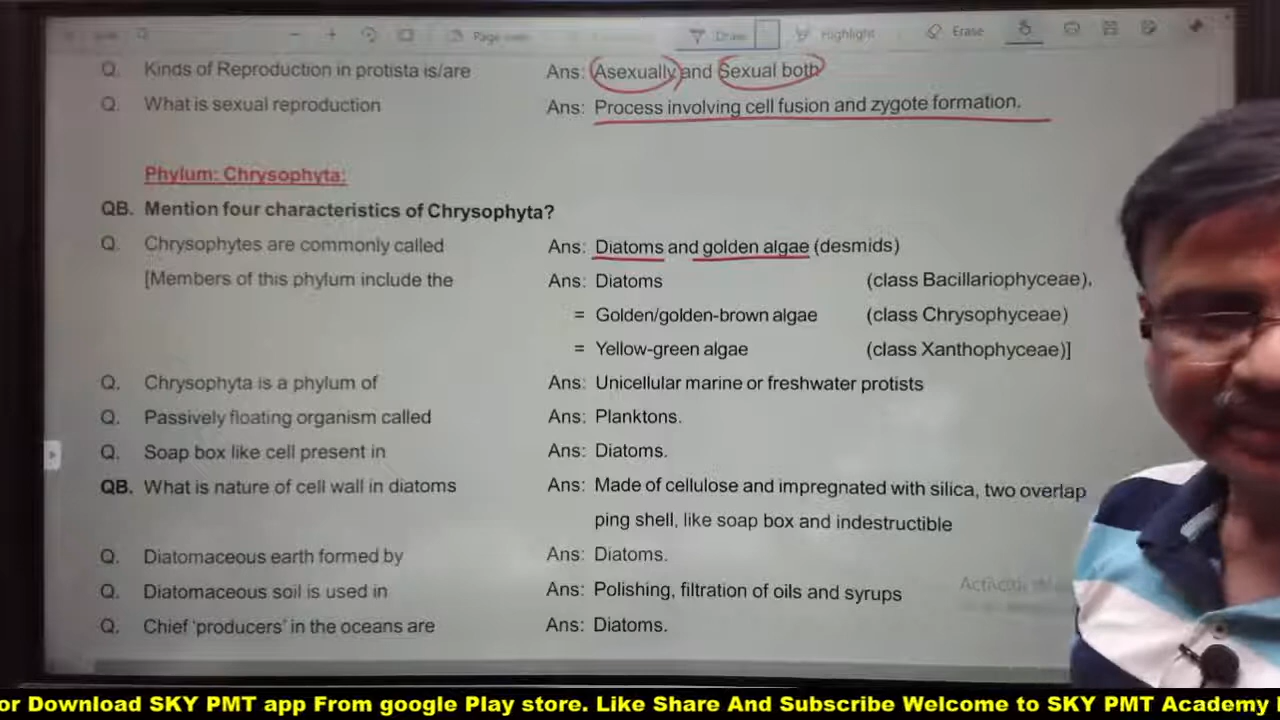 Draw Highlight Erase
Q. Kinds of Reproduction in protista is/are Ans: Asexually and Sexual both
Q. What is sexual reproduction Ans: Process involving cell fusion and zygote formation.
Phylum: Chrysophyta:
QB. Mention four characteristics of Chrysophyta?
Q. Chrysophytes are commonly called Ans: Diatoms and golden algae (desmids)
[Members of this phylum include the Ans: Diatoms (class Bacillariophyceae),
= Golden/golden-brown algae (class Chrysophyceae)
= Yellow-green algae (class Xanthophyceae)]
Q. Chrysophyta is a phylum of Ans: Unicellular marine or freshwater protists
Q. Passively floating organism called Ans: Planktons.
Q. Soap box like cell present in Ans: Diatoms.
QB. What is nature of cell wall in diatoms Ans: Made of cellulose and impregnated with silica, two overlap
ping shell, like soap box and indestructible
Q. Diatomaceous earth formed by Ans: Diatoms.
Q. Diatomaceous soil is used in Ans: Polishing, filtration of oils and syrups
Q. Chief 'producers' in the oceans are Ans: Diatoms.
or Download SKY PMT app From google Play store. Like Share And Subscribe Welcome to SKY PMT Academy